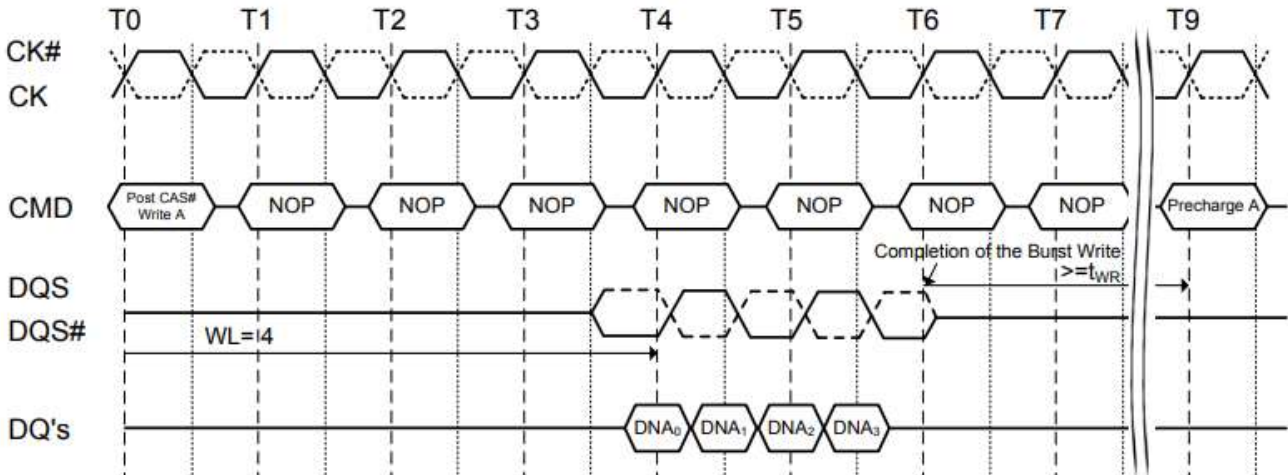 T0 T1 T2 T3 T4 T5 T6 T7 T9
CK#
CK
CMD Post CAS# Write A NOP NOP NOP NOP NOP NOP NOP Precharge A
Completion of the Burst Write
>=tWR
DQS
DQS#
WL= 4
DQ's DNA0 DNA1 DNA2 DNA3